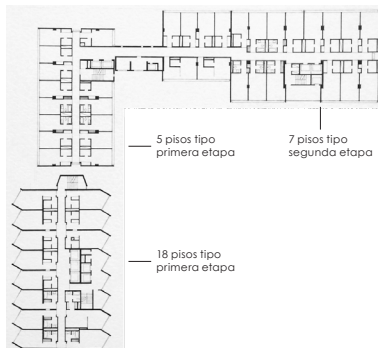 5 pisos tipo
primera etapa
7 pisos tipo
segunda etapa
18 pisos tipo
primera etapa